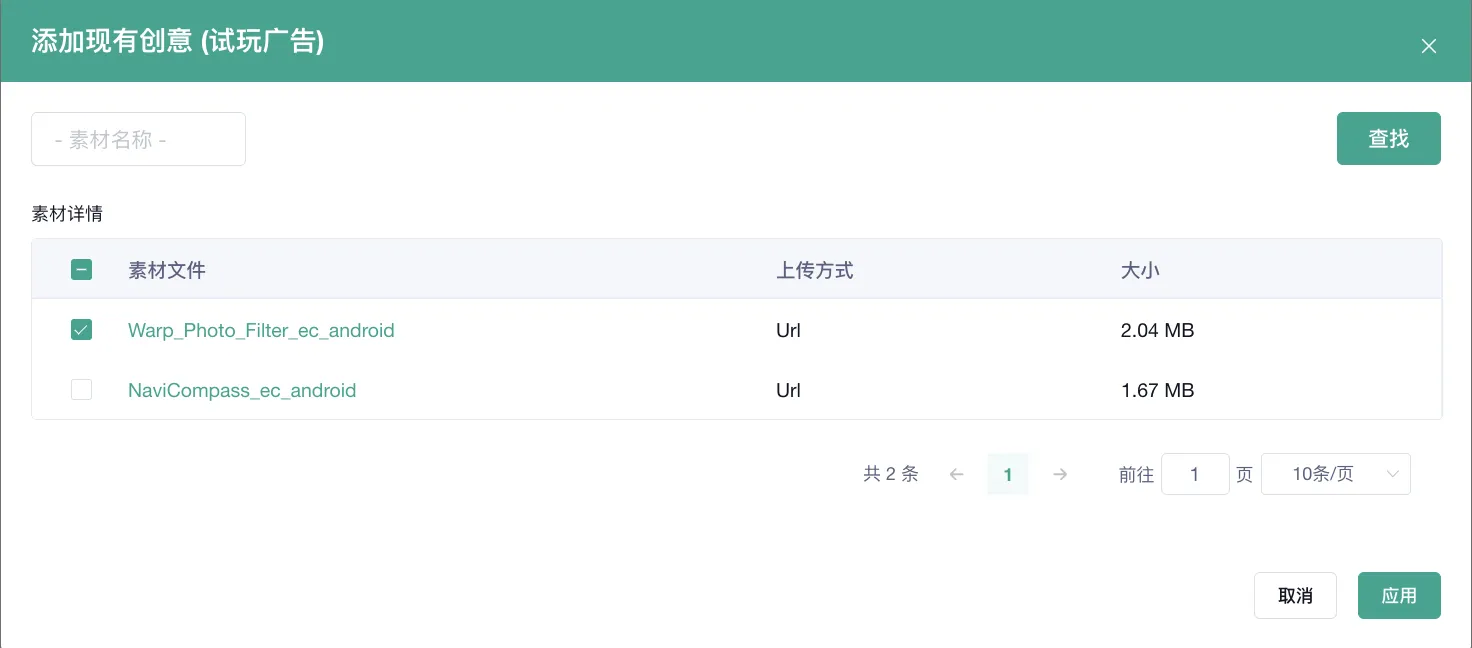 添加现有创意 (试玩广告)
- 素材名称 -
查找
素材详情
素材文件 上传方式 大小
Warp_Photo_Filter_ec_android Url 2.04 MB
NaviCompass_ec_android Url 1.67 MB
共 2 条 1 前往 1 页 10条/页
取消 应用